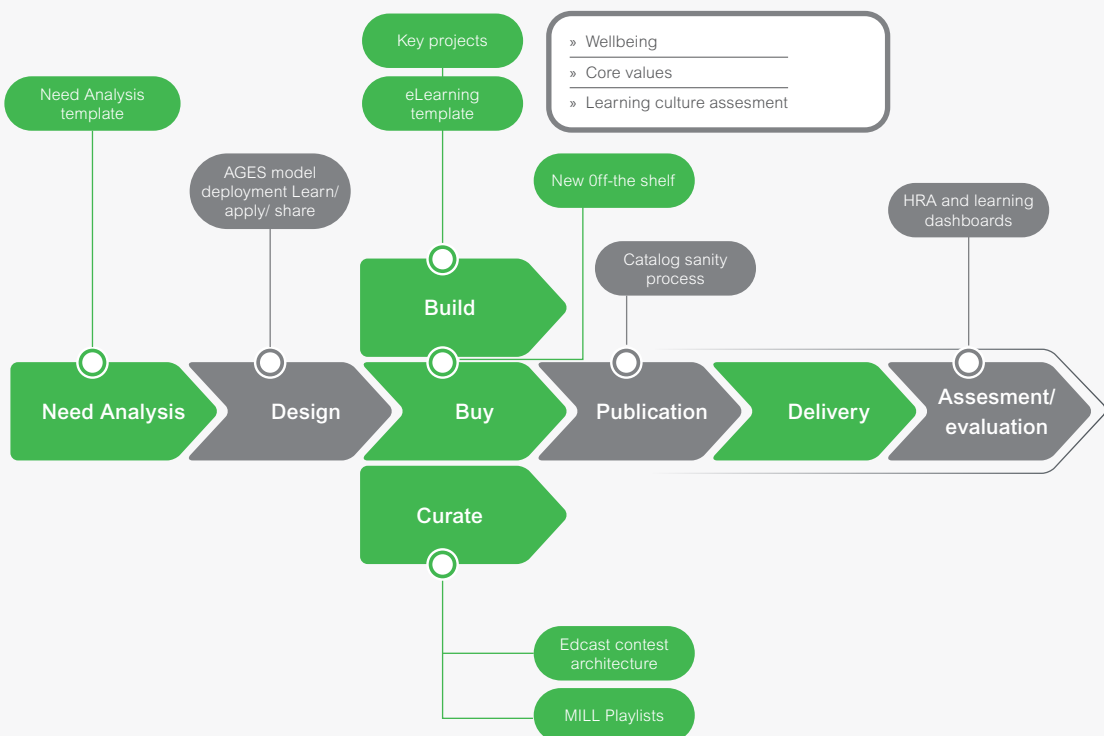 Key projects
» Wellbeing
» Core values
» Learning culture assesment
Need Analysis
template
eLearning
template
AGES model
deployment Learn/
apply/ share
New 0ff-the shelf
HRA and learning
dashboards
Catalog sanity
process
Build
Need Analysis
Design
Buy
Publication
Delivery
Assesment/
evaluation
Curate
Edcast contest
architecture
MILL Playlists